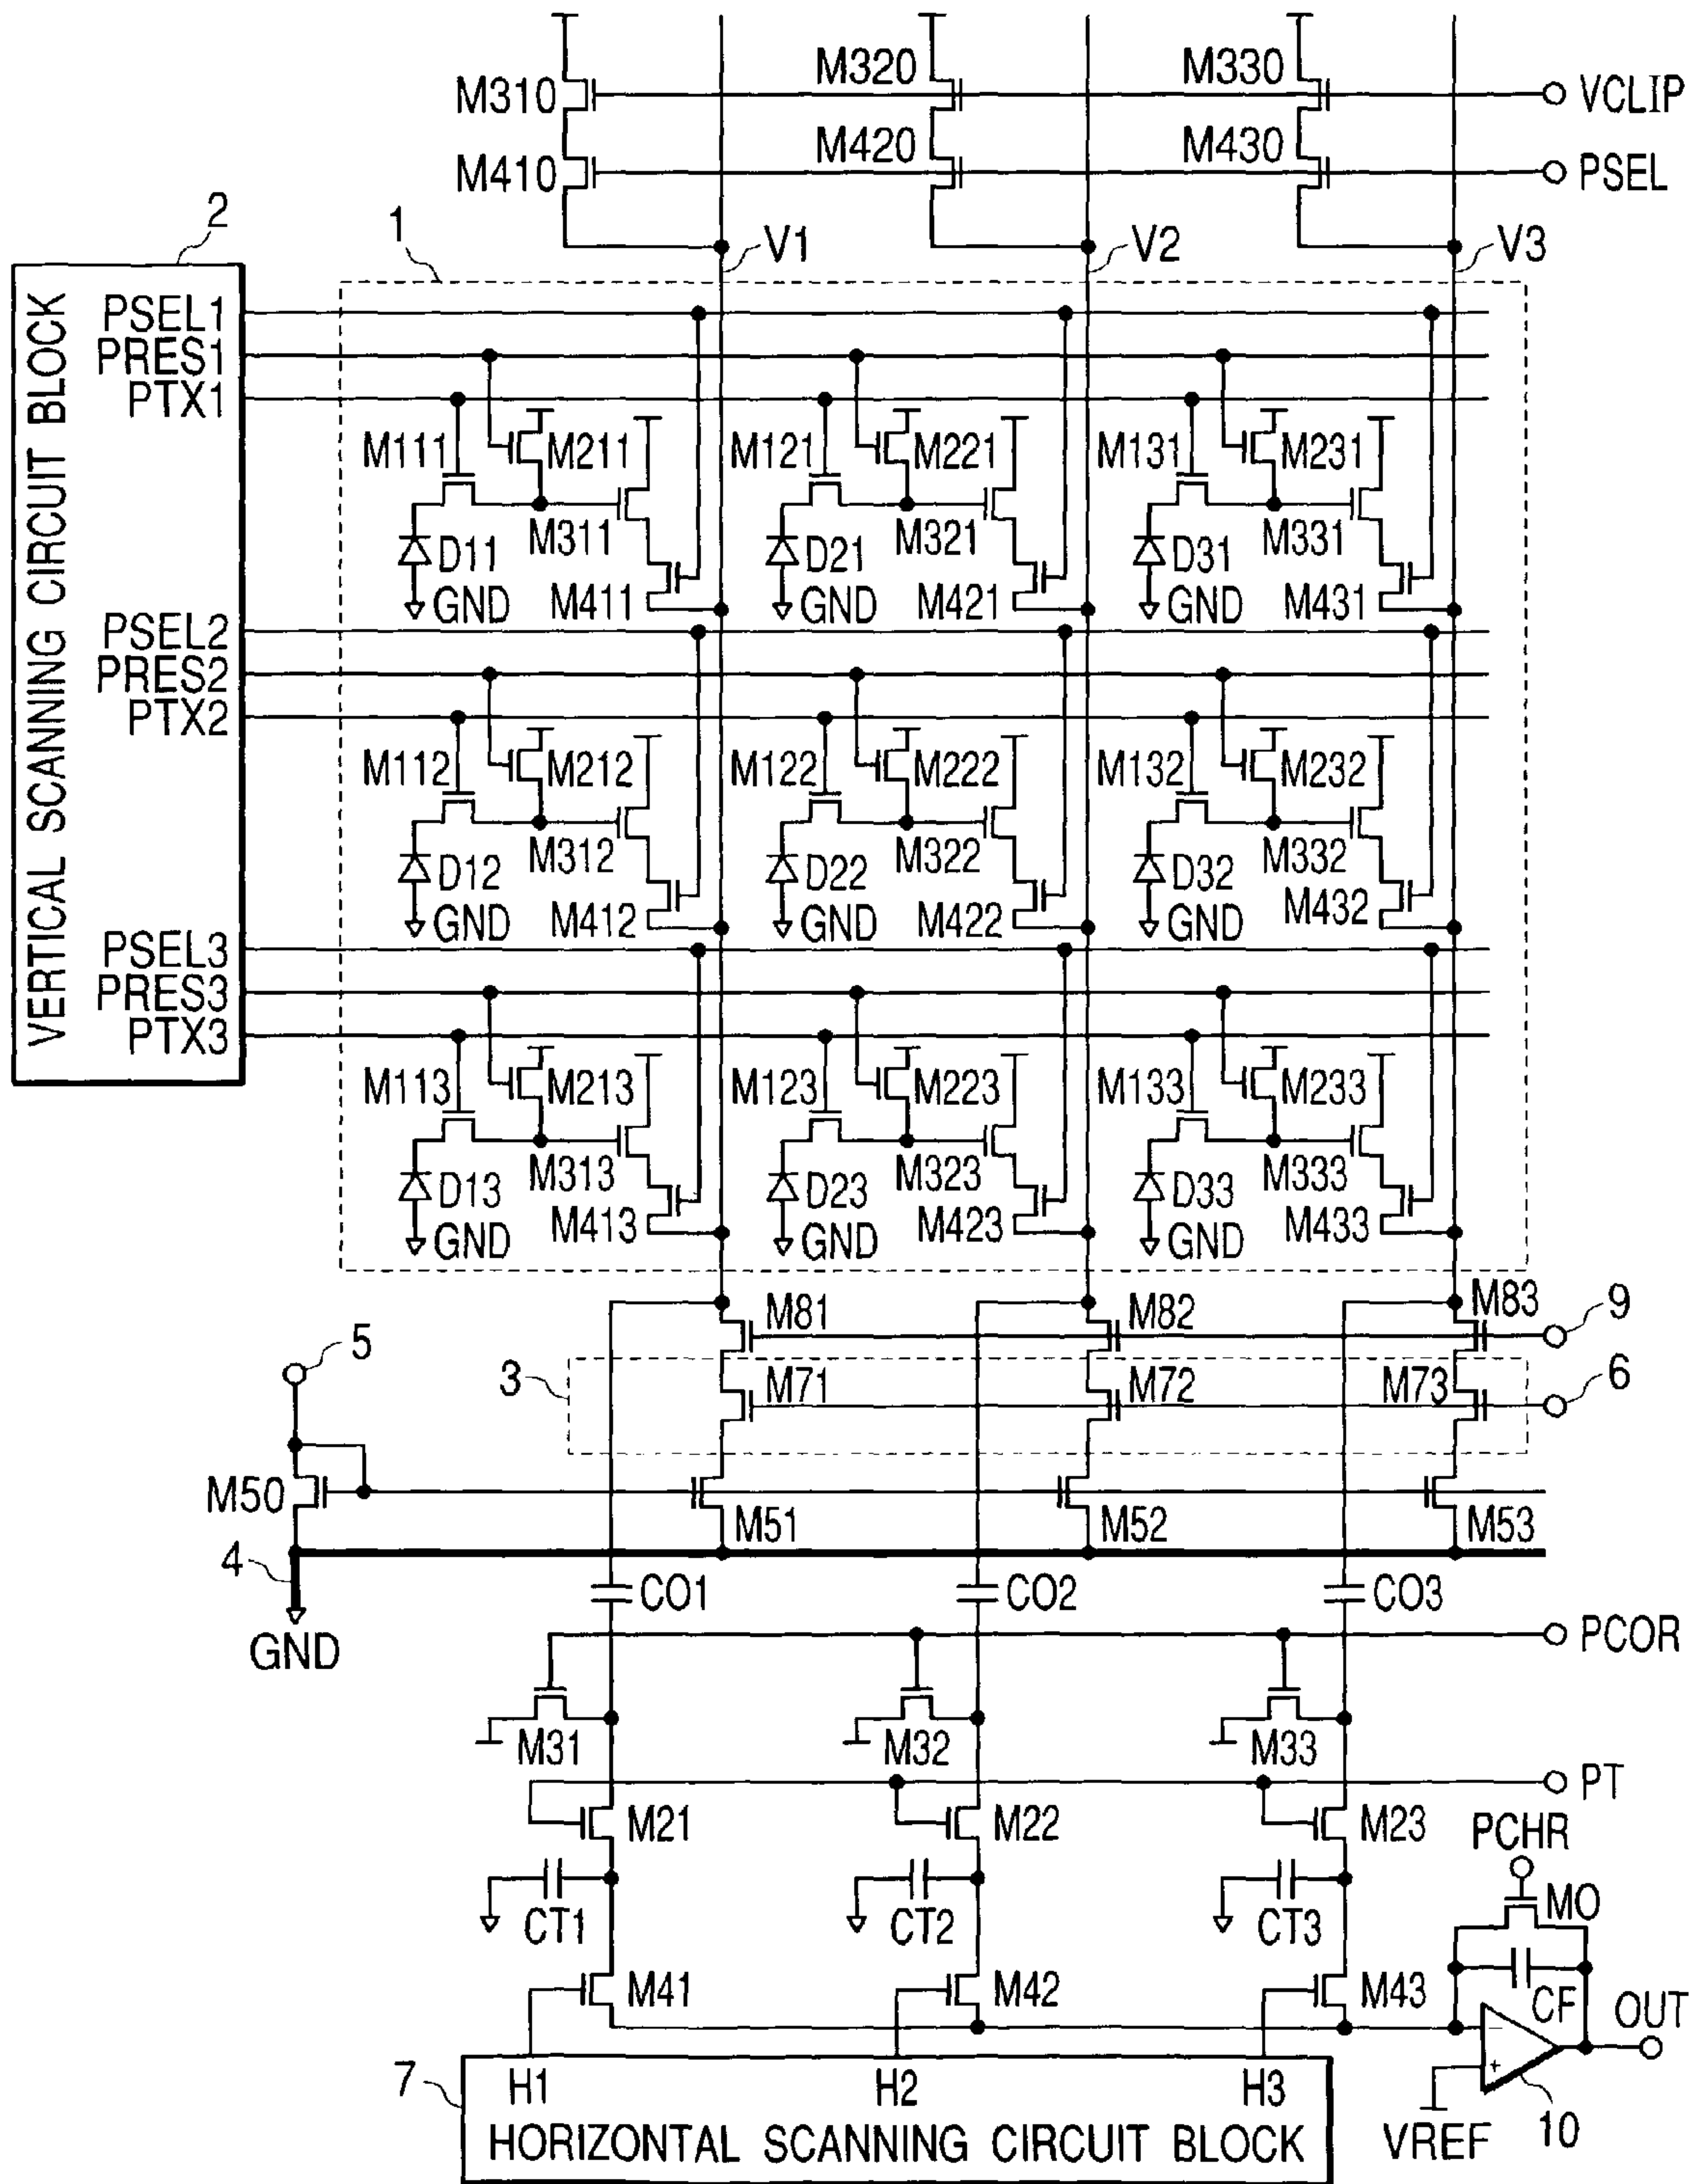 M310
M320
M330
VCLIP
M410
M420
M430
PSEL
2
1
V1
V2
V3
VERTICAL SCANNING CIRCUIT BLOCK
PSEL1
PRES1
PTX1
M111
M211
M121
M221
M131
M231
D11
M311
D21
M321
D31
M331
GND
M411
GND
M421
GND
M431
PSEL2
PRES2
PTX2
M112
M212
M122
M222
M132
M232
D12
M312
D22
M322
D32
M332
GND
M412
GND
M422
GND
M432
PSEL3
PRES3
PTX3
M113
M213
M123
M223
M133
M233
D13
M313
D23
M323
D33
M333
GND
M413
GND
M423
GND
M433
M81
M82
M83
9
5
3
M71
M72
M73
6
M50
M51
M52
M53
4
GND
CO1
CO2
CO3
PCOR
M31
M32
M33
PT
M21
M22
M23
PCHR
MO
CT1
CT2
CT3
CF
M41
M42
M43
OUT
−
+
7
H1
H2
H3
VREF
10
HORIZONTAL SCANNING CIRCUIT BLOCK